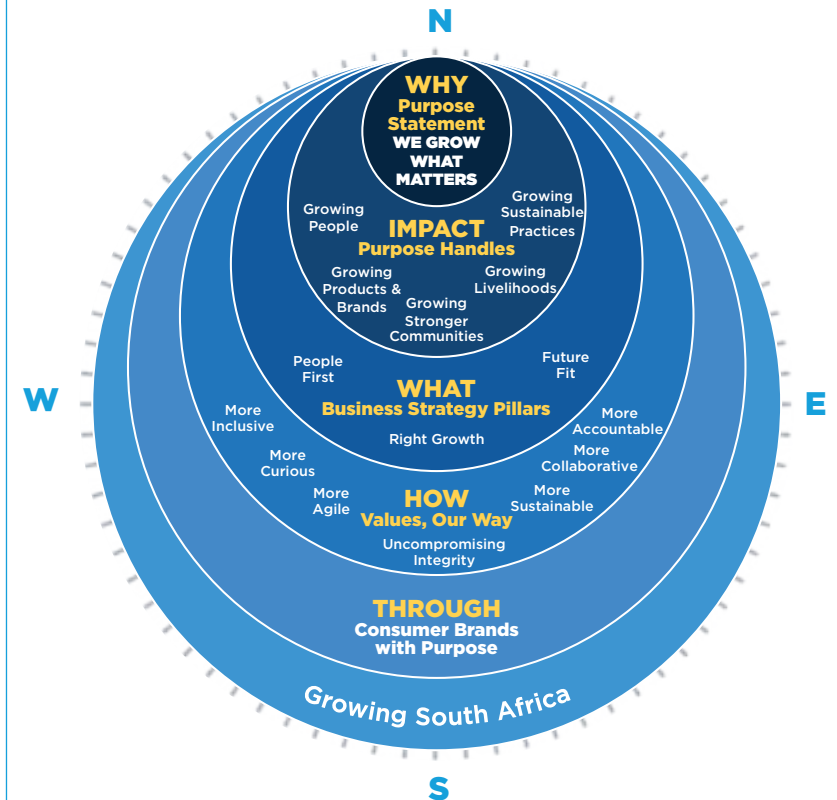 N
WHY
Purpose
Statement
WE GROW
WHAT
MATTERS
Growing
People
Growing
Sustainable
Practices
IMPACT
Purpose Handles
Growing
Products &
Brands
Growing
Stronger
Communities
Growing
Livelihoods
People
First
Future
Fit
WHAT
Business Strategy Pillars
Right Growth
W
E
More
Inclusive
More
Curious
More
Agile
More
Accountable
More
Collaborative
More
Sustainable
HOW
Values, Our Way
Uncompromising
Integrity
THROUGH
Consumer Brands
with Purpose
Growing South Africa
S